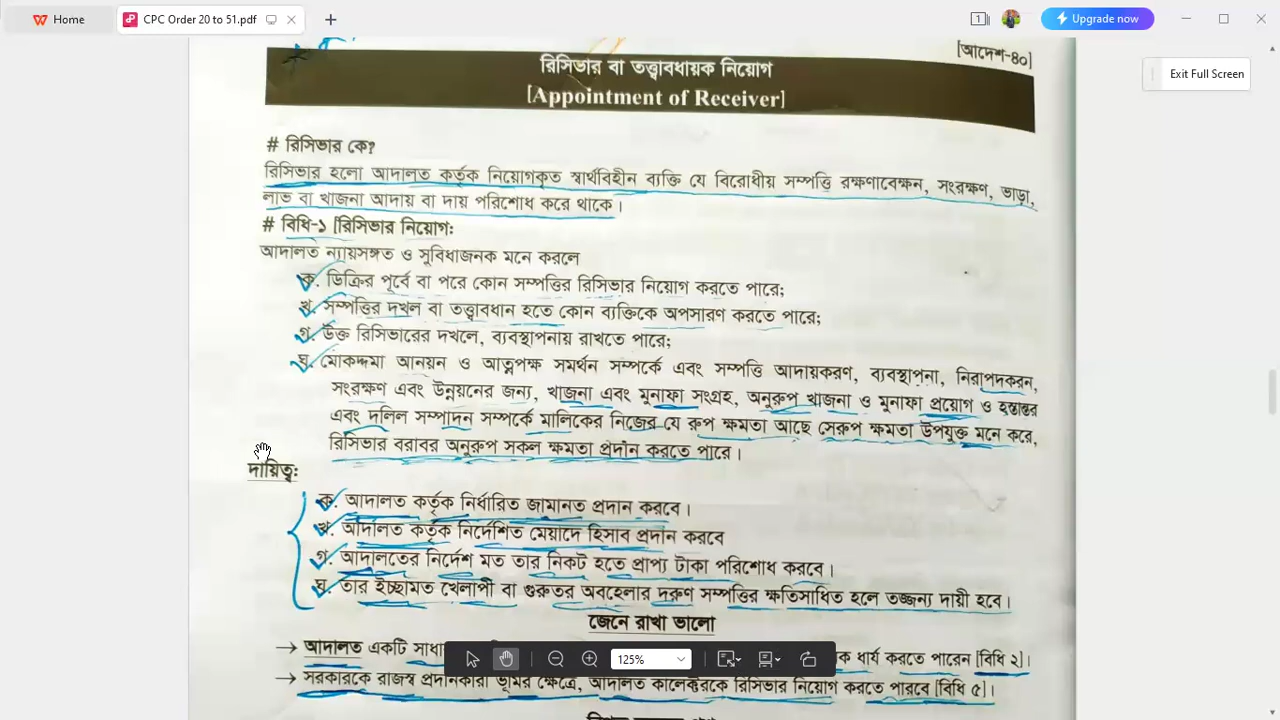 Home
CPC Order 20 to 51.pdf
1
Upgrade now
Exit Full Screen
[আদেশ-৪০]
রিসিভার বা তত্ত্বাবধায়ক নিয়োগ
[Appointment of Receiver]
# রিসিভার কে?
রিসিভার হলো আদালত কর্তৃক নিয়োগকৃত স্বার্থবিহীন ব্যক্তি যে বিরোধীয় সম্পত্তি রক্ষণাবেক্ষন, সংরক্ষণ, ভাড়া,
লাভ বা খাজনা আদায় বা দায় পরিশোধ করে থাকে।
# বিধি-১ [রিসিভার নিয়োগ:
আদালত ন্যায়সঙ্গত ও সুবিধাজনক মনে করলে
ক. ডিক্রির পূর্বে বা পরে কোন সম্পত্তির রিসিভার নিয়োগ করতে পারে;
খ. সম্পত্তির দখল বা তত্ত্বাবধান হতে কোন ব্যক্তিকে অপসারণ করতে পারে;
গ. উক্ত রিসিভারের দখলে, ব্যবস্থাপনায় রাখতে পারে;
ঘ. মোকদ্দমা আনয়ন ও আত্নপক্ষ সমর্থন সম্পর্কে এবং সম্পত্তি আদায়করণ, ব্যবস্থাপনা, নিরাপদকরন,
সংরক্ষণ এবং উন্নয়নের জন্য, খাজনা এবং মুনাফা সংগ্রহ, অনুরুপ খাজনা ও মুনাফা প্রয়োগ ও হস্তান্তর
এবং দলিল সম্পাদন সম্পর্কে মালিকের নিজের যে রুপ ক্ষমতা আছে সেরুপ ক্ষমতা উপযুক্ত মনে করে,
রিসিভার বরাবর অনুরুপ সকল ক্ষমতা প্রদান করতে পারে।
দায়িত্ব:
ক. আদালত কর্তৃক নির্ধারিত জামানত প্রদান করবে।
খ. আদালত কর্তৃক নির্দেশিত মেয়াদে হিসাব প্রদান করবে
গ. আদালতের নির্দেশ মত তার নিকট হতে প্রাপ্য টাকা পরিশোধ করবে।
ঘ. তার ইচ্ছামত খেলাপী বা গুরুতর অবহেলার দরুণ সম্পত্তির ক্ষতিসাধিত হলে তজ্জন্য দায়ী হবে।
জেনে রাখা ভালো
→ আদালত একটি সাধা ক ধার্য করতে পারেন [বিধি ২]।
125%
→ সরকারকে রাজস্ব প্রদানকারী ভূমির ক্ষেত্রে, আদালত কালেক্টরকে রিসিভার নিয়োগ করতে পারবে [বিধি ৫]।